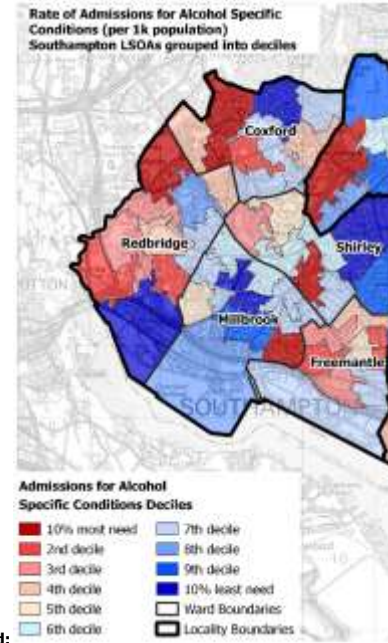 Rate of Admissions for Alcohol Specific
Conditions (per 1k population)
Southampton LSOAs grouped into deciles
Coxford
Redbridge
Shirley
Millbrook
Freemantle
SOUTHAMPTON
Admissions for Alcohol
Specific Conditions Deciles
10% most need
2nd decile
3rd decile
4th decile
5th decile
6th decile
7th decile
8th decile
9th decile
10% least need
Ward Boundaries
Locality Boundaries